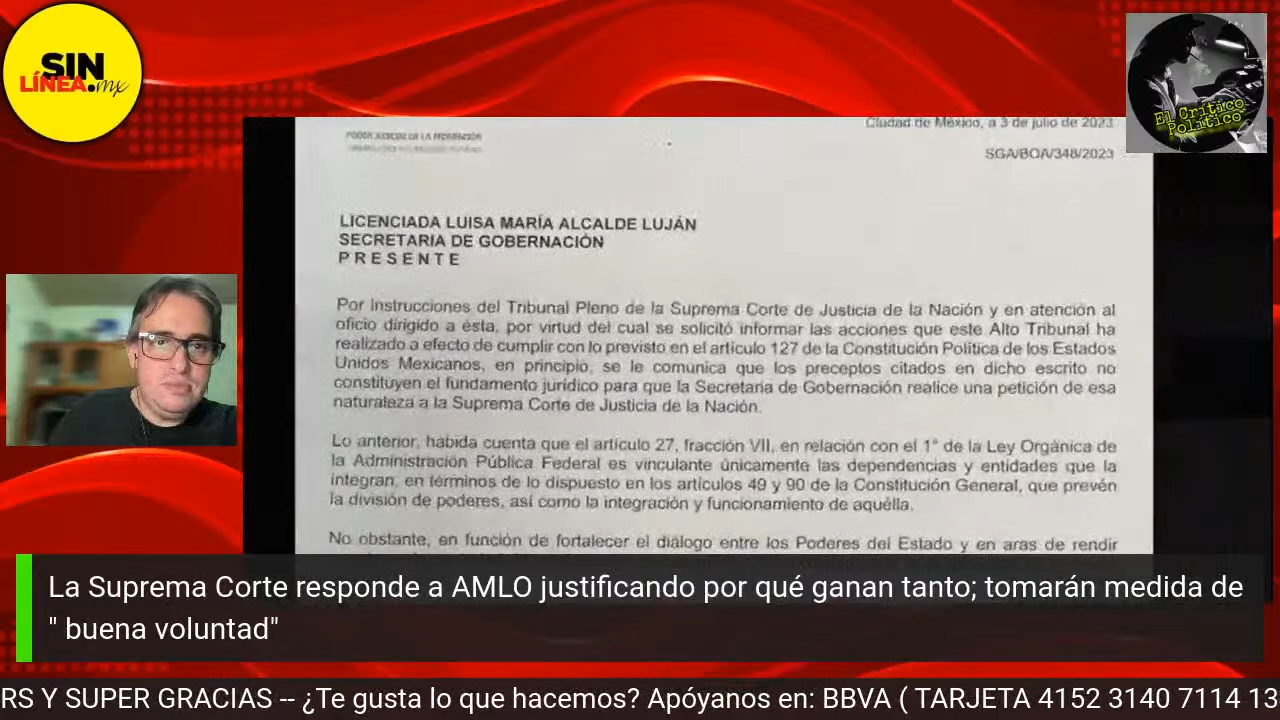 SIN
LÍNEA.mx
El Crítico
Político
PODER JUDICIAL DE LA FEDERACIÓN
Ciudad de México, a 3 de julio de 2023
SGA/BOA/348/2023
LICENCIADA LUISA MARÍA ALCALDE LUJÁN
SECRETARIA DE GOBERNACIÓN
P R E S E N T E
Por instrucciones del Tribunal Pleno de la Suprema Corte de Justicia de la Nación y en atención al
oficio dirigido a ésta, por virtud del cual se solicitó informar las acciones que este Alto Tribunal ha
realizado a efecto de cumplir con lo previsto en el artículo 127 de la Constitución Política de los Estados
Unidos Mexicanos, en principio, se le comunica que los preceptos citados en dicho escrito no
constituyen el fundamento jurídico para que la Secretaría de Gobernación realice una petición de esa
naturaleza a la Suprema Corte de Justicia de la Nación.
Lo anterior, habida cuenta que el artículo 27, fracción VII, en relación con el 1° de la Ley Orgánica de
la Administración Pública Federal es vinculante únicamente las dependencias y entidades que la
integran, en términos de lo dispuesto en los artículos 49 y 90 de la Constitución General, que prevén
la división de poderes, así como la integración y funcionamiento de aquélla.
No obstante, en función de fortalecer el diálogo entre los Poderes del Estado y en aras de rendir
La Suprema Corte responde a AMLO justificando por qué ganan tanto; tomarán medida de
" buena voluntad"
RS Y SUPER GRACIAS -- ¿Te gusta lo que hacemos? Apóyanos en: BBVA ( TARJETA 4152 3140 7114 13